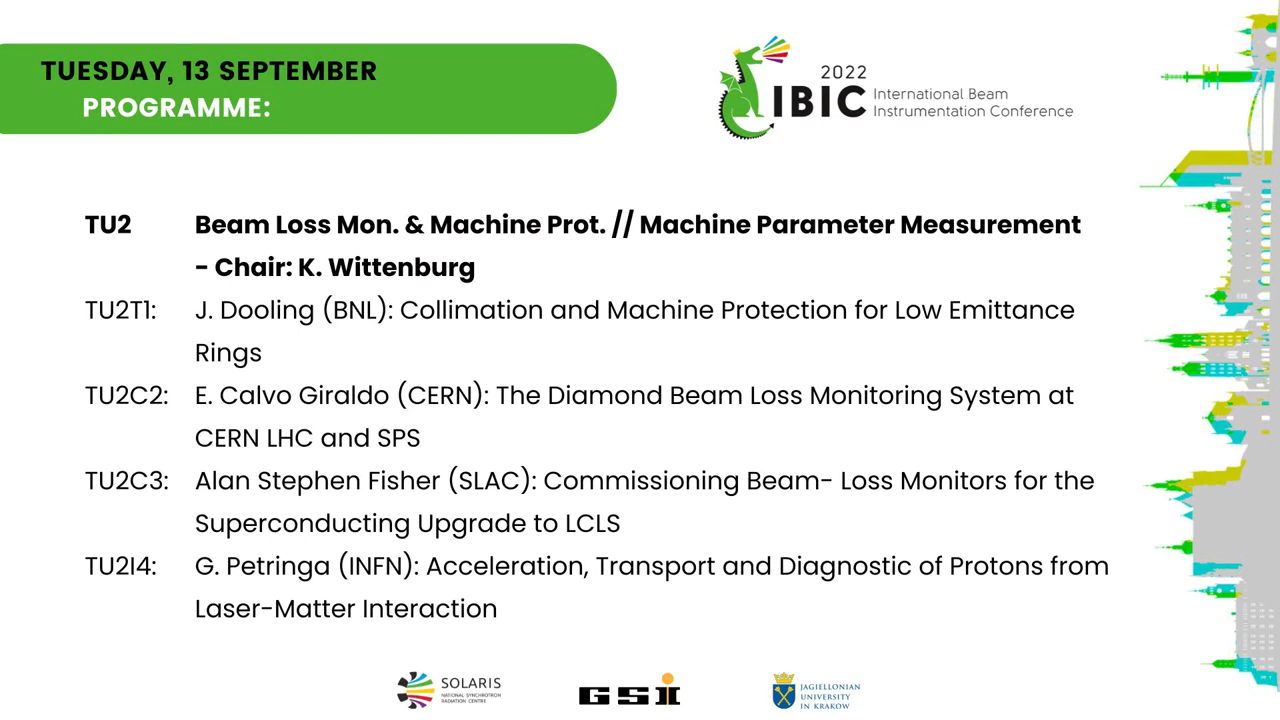 TUESDAY, 13 SEPTEMBER
PROGRAMME:
2022
IBIC
International Beam
Instrumentation Conference
TU2 Beam Loss Mon. & Machine Prot. // Machine Parameter Measurement
- Chair: K. Wittenburg
TU2T1: J. Dooling (BNL): Collimation and Machine Protection for Low Emittance
Rings
TU2C2: E. Calvo Giraldo (CERN): The Diamond Beam Loss Monitoring System at
CERN LHC and SPS
TU2C3: Alan Stephen Fisher (SLAC): Commissioning Beam- Loss Monitors for the
Superconducting Upgrade to LCLS
TU2I4: G. Petringa (INFN): Acceleration, Transport and Diagnostic of Protons from
Laser-Matter Interaction
SOLARIS
NATIONAL SYNCHROTRON
RADIATION CENTRE
GSI
JAGIELLONIAN
UNIVERSITY
IN KRAKOW